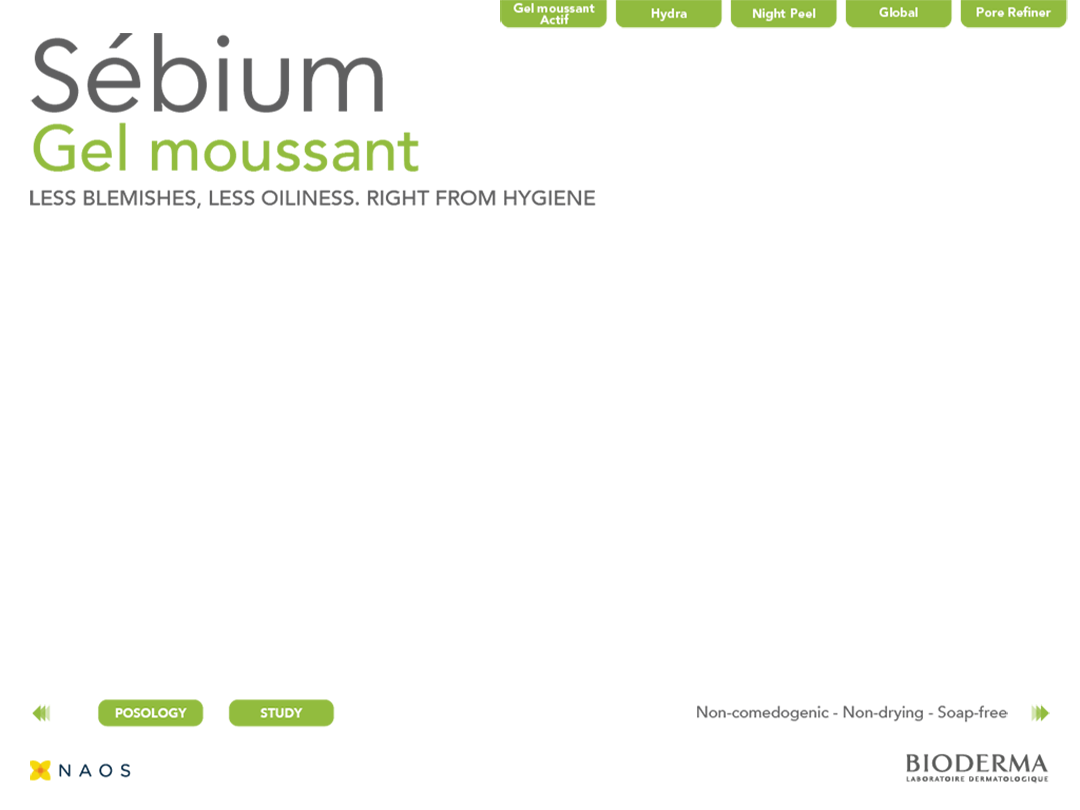 Gel moussant
Actif
Hydra
Night Peel
Global
Pore Refiner
Sébium
Gel moussant
LESS BLEMISHES, LESS OILINESS. RIGHT FROM HYGIENE
POSOLOGY
STUDY
Non-comedogenic - Non-drying - Soap-free
NAOS
BIODERMA
LABORATOIRE DERMATOLOGIQUE